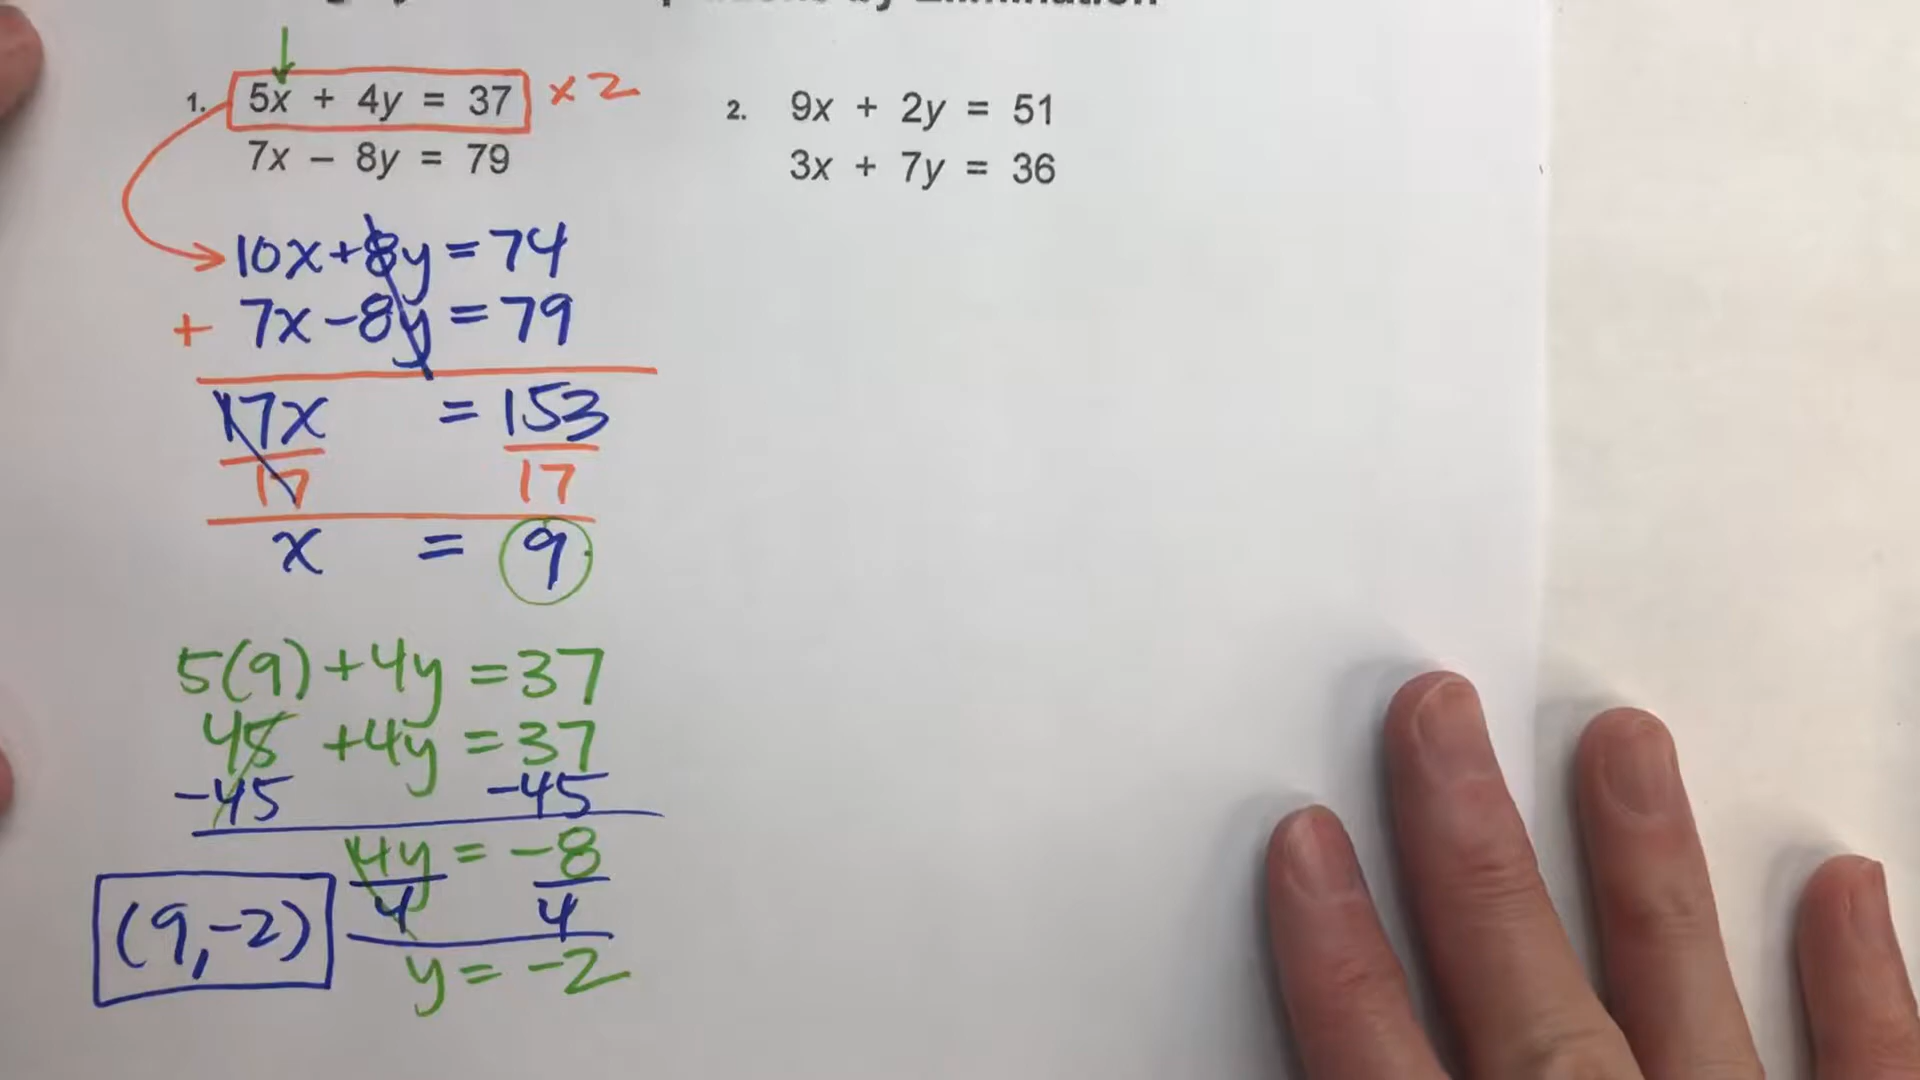 by Elimination
1. 5x + 4y = 37 x 2
7x – 8y = 79
10x+8y=74
+ 7x-8y=79
17x = 153
17 17
x = 9
5(9)+4y=37
45 +4y=37
-45 -45
4y = -8
4 4
y = -2
(9,-2)
2. 9x + 2y = 51
3x + 7y = 36